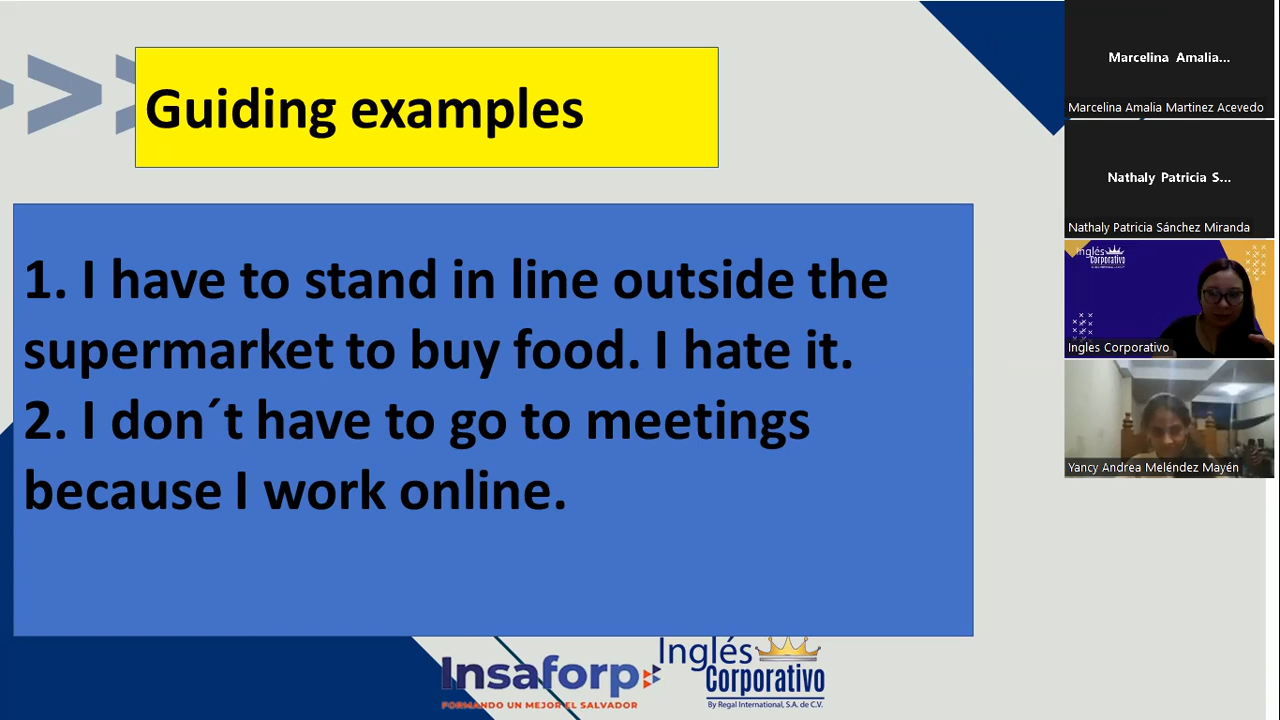 Guiding examples
1. I have to stand in line outside the
supermarket to buy food. I hate it.
2. I don´t have to go to meetings
because I work online.
Insaforp
FORMANDO UN MEJOR EL SALVADOR
Inglés
Corporativo
By Regal International, S.A. de C.V.
Marcelina Amalia...
Marcelina Amalia Martinez Acevedo
Nathaly Patricia S...
Nathaly Patricia Sánchez Miranda
Inglés
Corporativo
Ingles Corporativo
Yancy Andrea Meléndez Mayén